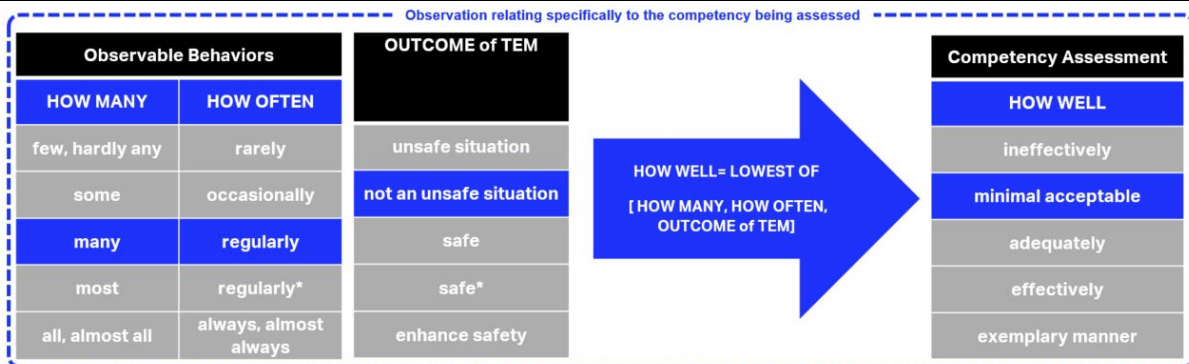 Observation relating specifically to the competency being assessed
Observable Behaviors
HOW MANY
HOW OFTEN
few, hardly any
rarely
some
occasionally
many
regularly
most
regularly*
all, almost all
always, almost
always
OUTCOME of TEM
unsafe situation
not an unsafe situation
safe
safe*
enhance safety
HOW WELL= LOWEST OF
[ HOW MANY, HOW OFTEN,
OUTCOME of TEM]
Competency Assessment
HOW WELL
ineffectively
minimal acceptable
adequately
effectively
exemplary manner